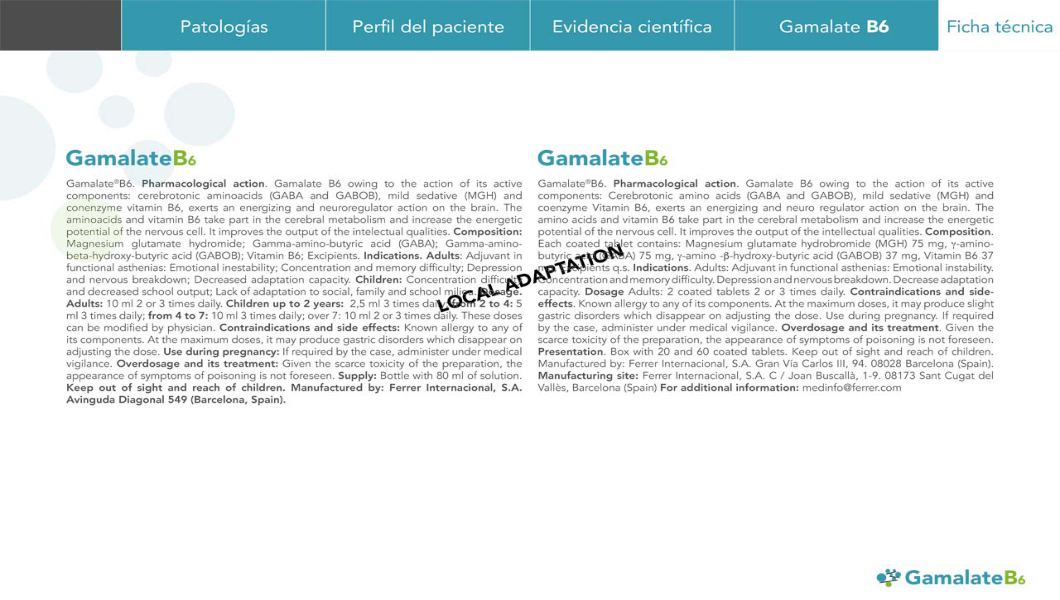 Patologías
Perfil del paciente
Evidencia científica
Gamalate B6
Ficha técnica
GamalateB6
Gamalate®B6. Pharmacological action. Gamalate B6 owing to the action of its active
components: cerebrotonic aminoacids (GABA and GABOB), mild sedative (MGH) and
conenzyme vitamin B6, exerts an energizing and neuroregulator action on the brain. The
aminoacids and vitamin B6 take part in the cerebral metabolism and increase the energetic
potential of the nervous cell. It improves the output of the intelectual qualities. Composition:
Magnesium glutamate hydromide; Gamma-amino-butyric acid (GABA); Gamma-amino-
beta-hydroxy-butyric acid (GABOB); Vitamin B6; Excipients. Indications. Adults: Adjuvant in
functional asthenias: Emotional inestability; Concentration and memory difficulty; Depression
and nervous breakdown; Decreased adaptation capacity. Children: Concentration difficulty
and decreased school output; Lack of adaptation to social, family and school milieu. Dosage.
Adults: 10 ml 2 or 3 times daily. Children up to 2 years: 2,5 ml 3 times daily; from 2 to 4: 5
ml 3 times daily; from 4 to 7: 10 ml 3 times daily; over 7: 10 ml 2 or 3 times daily. These doses
can be modified by physician. Contraindications and side effects: Known allergy to any of
its components. At the maximum doses, it may produce gastric disorders which disappear on
adjusting the dose. Use during pregnancy: If required by the case, administer under medical
vigilance. Overdosage and its treatment: Given the scarce toxicity of the preparation, the
appearance of symptoms of poisoning is not foreseen. Supply: Bottle with 80 ml of solution.
Keep out of sight and reach of children. Manufactured by: Ferrer Internacional, S.A.
Avinguda Diagonal 549 (Barcelona, Spain).
GamalateB6
Gamalate®B6. Pharmacological action. Gamalate B6 owing to the action of its active
components: Cerebrotonic amino acids (GABA and GABOB), mild sedative (MGH) and
coenzyme Vitamin B6, exerts an energizing and neuro regulator action on the brain. The
amino acids and vitamin B6 take part in the cerebral metabolism and increase the energetic
potential of the nervous cell. It improves the output of the intellectual qualities. Composition.
Each coated tablet contains: Magnesium glutamate hydrobromide (MGH) 75 mg, γ-amino-
butyric acid (GABA) 75 mg, γ-amino -β-hydroxy-butyric acid (GABOB) 37 mg, Vitamin B6 37
mg. Excipients q.s. Indications. Adults: Adjuvant in functional asthenias: Emotional instability.
Concentration and memory difficulty. Depression and nervous breakdown. Decrease adaptation
capacity. Dosage Adults: 2 coated tablets 2 or 3 times daily. Contraindications and side-
effects. Known allergy to any of its components. At the maximum doses, it may produce slight
gastric disorders which disappear on adjusting the dose. Use during pregnancy. If required
by the case, administer under medical vigilance. Overdosage and its treatment. Given the
scarce toxicity of the preparation, the appearance of symptoms of poisoning is not foreseen.
Presentation. Box with 20 and 60 coated tablets. Keep out of sight and reach of children.
Manufactured by: Ferrer Internacional, S.A. Gran Vía Carlos III, 94. 08028 Barcelona (Spain).
Manufacturing site: Ferrer Internacional, S.A. C / Joan Buscallà, 1-9. 08173 Sant Cugat del
Vallès, Barcelona (Spain) For additional information: medinfo@ferrer.com
LOCAL ADAPTATION
GamalateB6